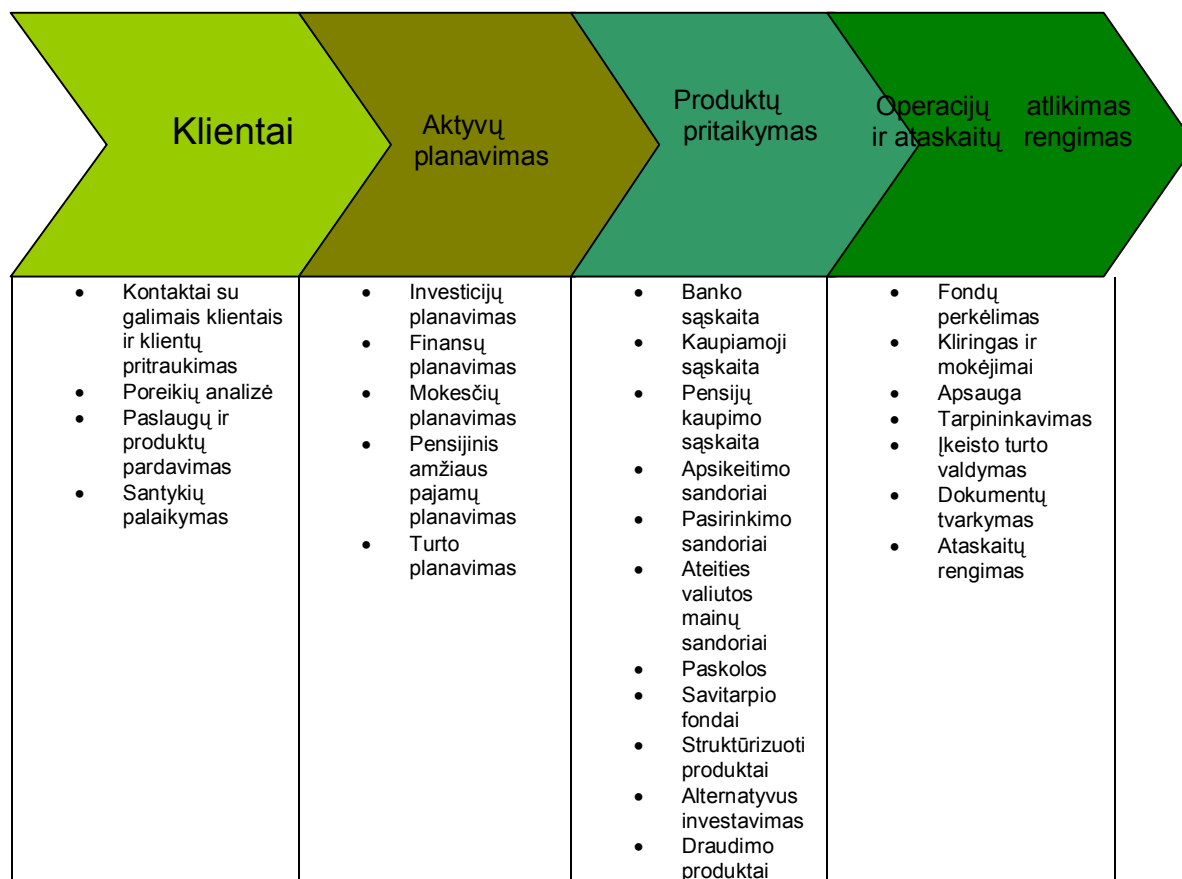 Klientai
Aktyvų
planavimas
Produktų
pritaikymas
Operacijų atlikimas
ir ataskaitų rengimas
• Kontaktai su
galimais klientais
ir klientų
pritraukimas
• Poreikių analizė
• Paslaugų ir
produktų
pardavimas
• Santykių
palaikymas
• Investicijų
planavimas
• Finansų
planavimas
• Mokesčių
planavimas
• Pensijinis
amžiaus
pajamų
planavimas
• Turto
planavimas
• Banko
sąskaita
• Kaupiamoji
sąskaita
• Pensijų
kaupimo
sąskaita
• Apsikeitimo
sandoriai
• Pasirinkimo
sandoriai
• Ateities
valiutos
mainų
sandoriai
• Paskolos
• Savitarpio
fondai
• Struktūrizuoti
produktai
• Alternatyvus
investavimas
• Draudimo
produktai
• Fondų
perkėlimas
• Kliringas ir
mokėjimai
• Apsauga
• Tarpininkavimas
• Įkeisto turto
valdymas
• Dokumentų
tvarkymas
• Ataskaitų
rengimas